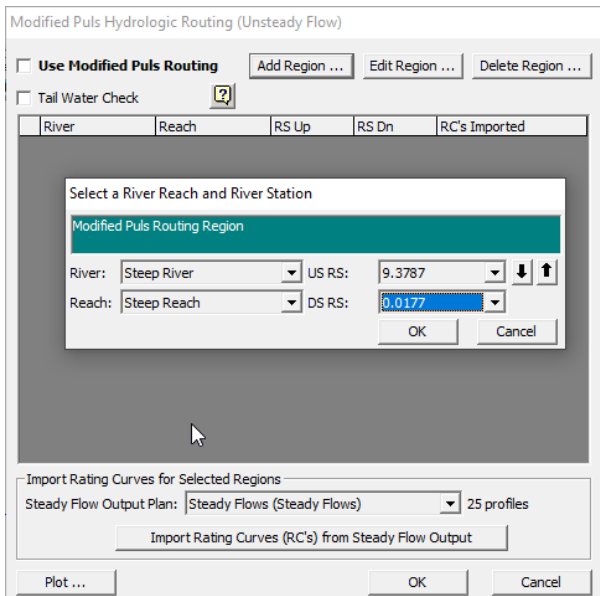 Modified Puls Hydrologic Routing (Unsteady Flow)
Use Modified Puls Routing Add Region ... Edit Region ... Delete Region ...
Tail Water Check
River Reach RS Up RS Dn RC's Imported
Select a River Reach and River Station
Modified Puls Routing Region
River: Steep River US RS: 9.3787
Reach: Steep Reach DS RS: 0.0177
OK Cancel
Import Rating Curves for Selected Regions
Steady Flow Output Plan: Steady Flows (Steady Flows) 25 profiles
Import Rating Curves (RC's) from Steady Flow Output
Plot ... OK Cancel